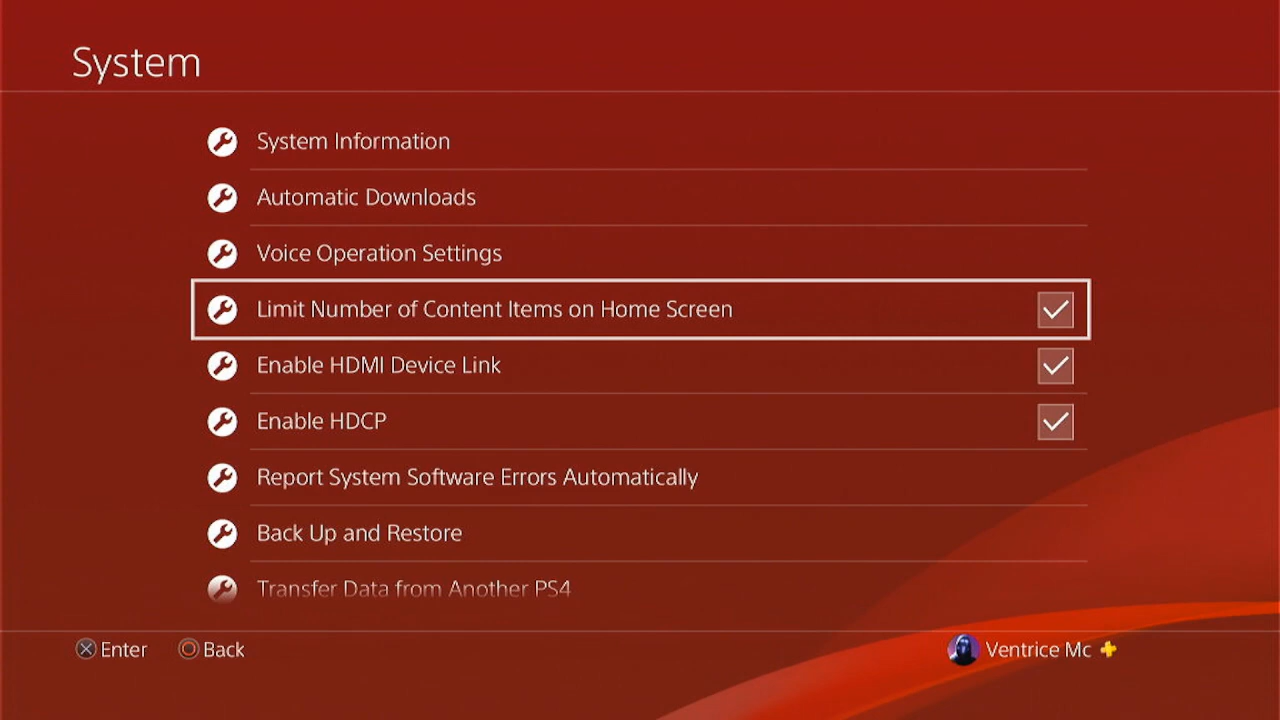 System
System Information
Automatic Downloads
Voice Operation Settings
Limit Number of Content Items on Home Screen
Enable HDMI Device Link
Enable HDCP
Report System Software Errors Automatically
Back Up and Restore
Transfer Data from Another PS4
Enter Back Ventrice Mc